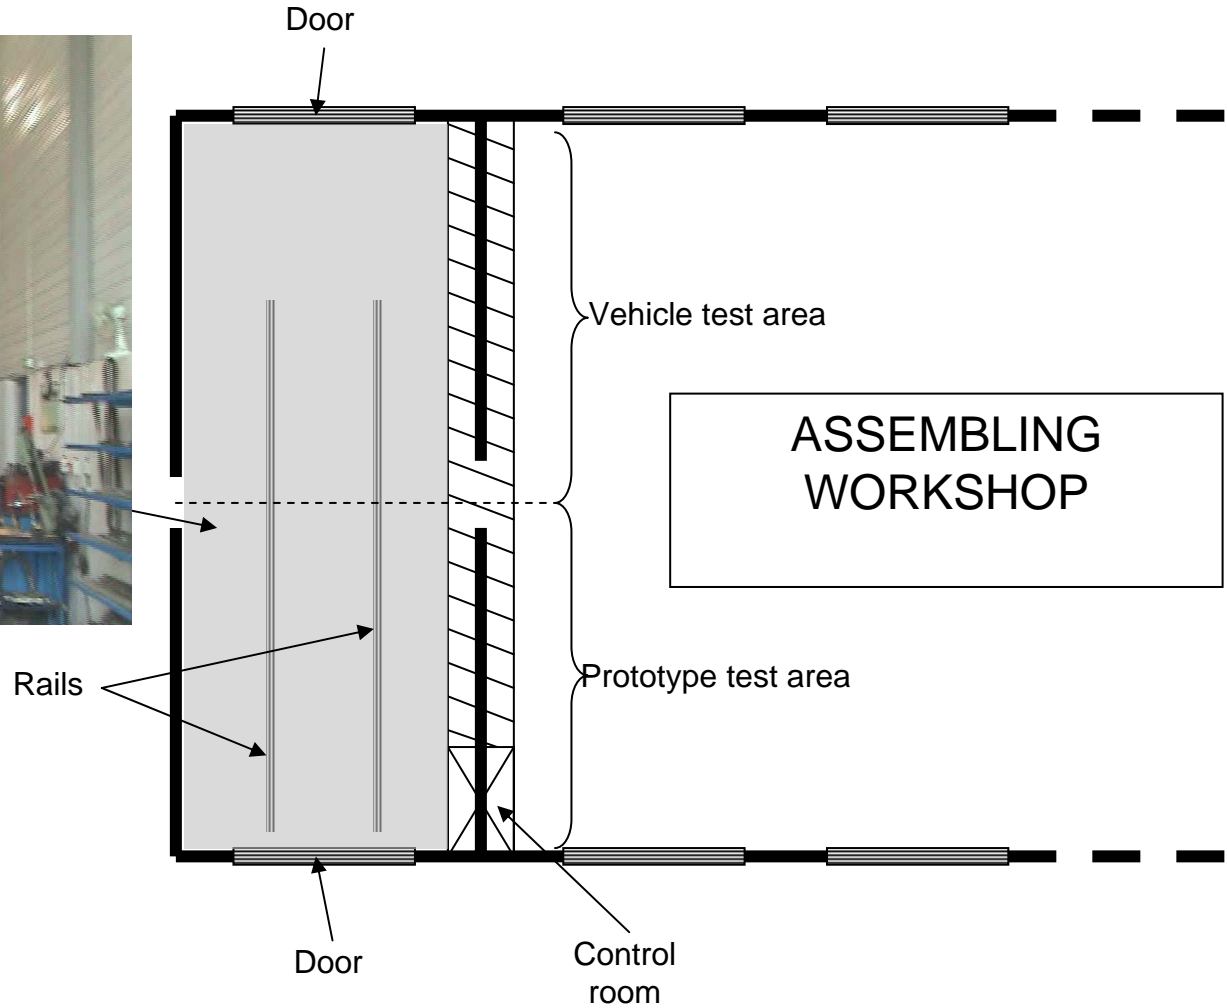 Door
Vehicle test area
ASSEMBLING
WORKSHOP
Rails
Prototype test area
Door
Control
room